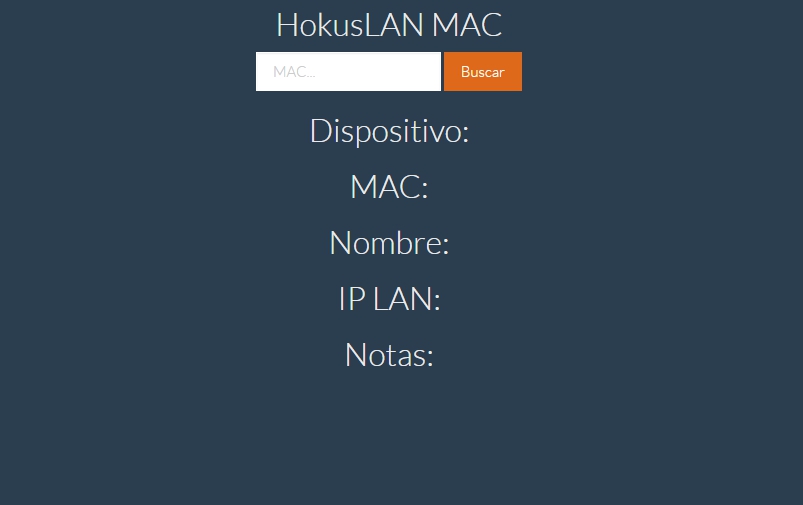 HokusLAN MAC
MAC... Buscar
Dispositivo:
MAC:
Nombre:
IP LAN:
Notas: